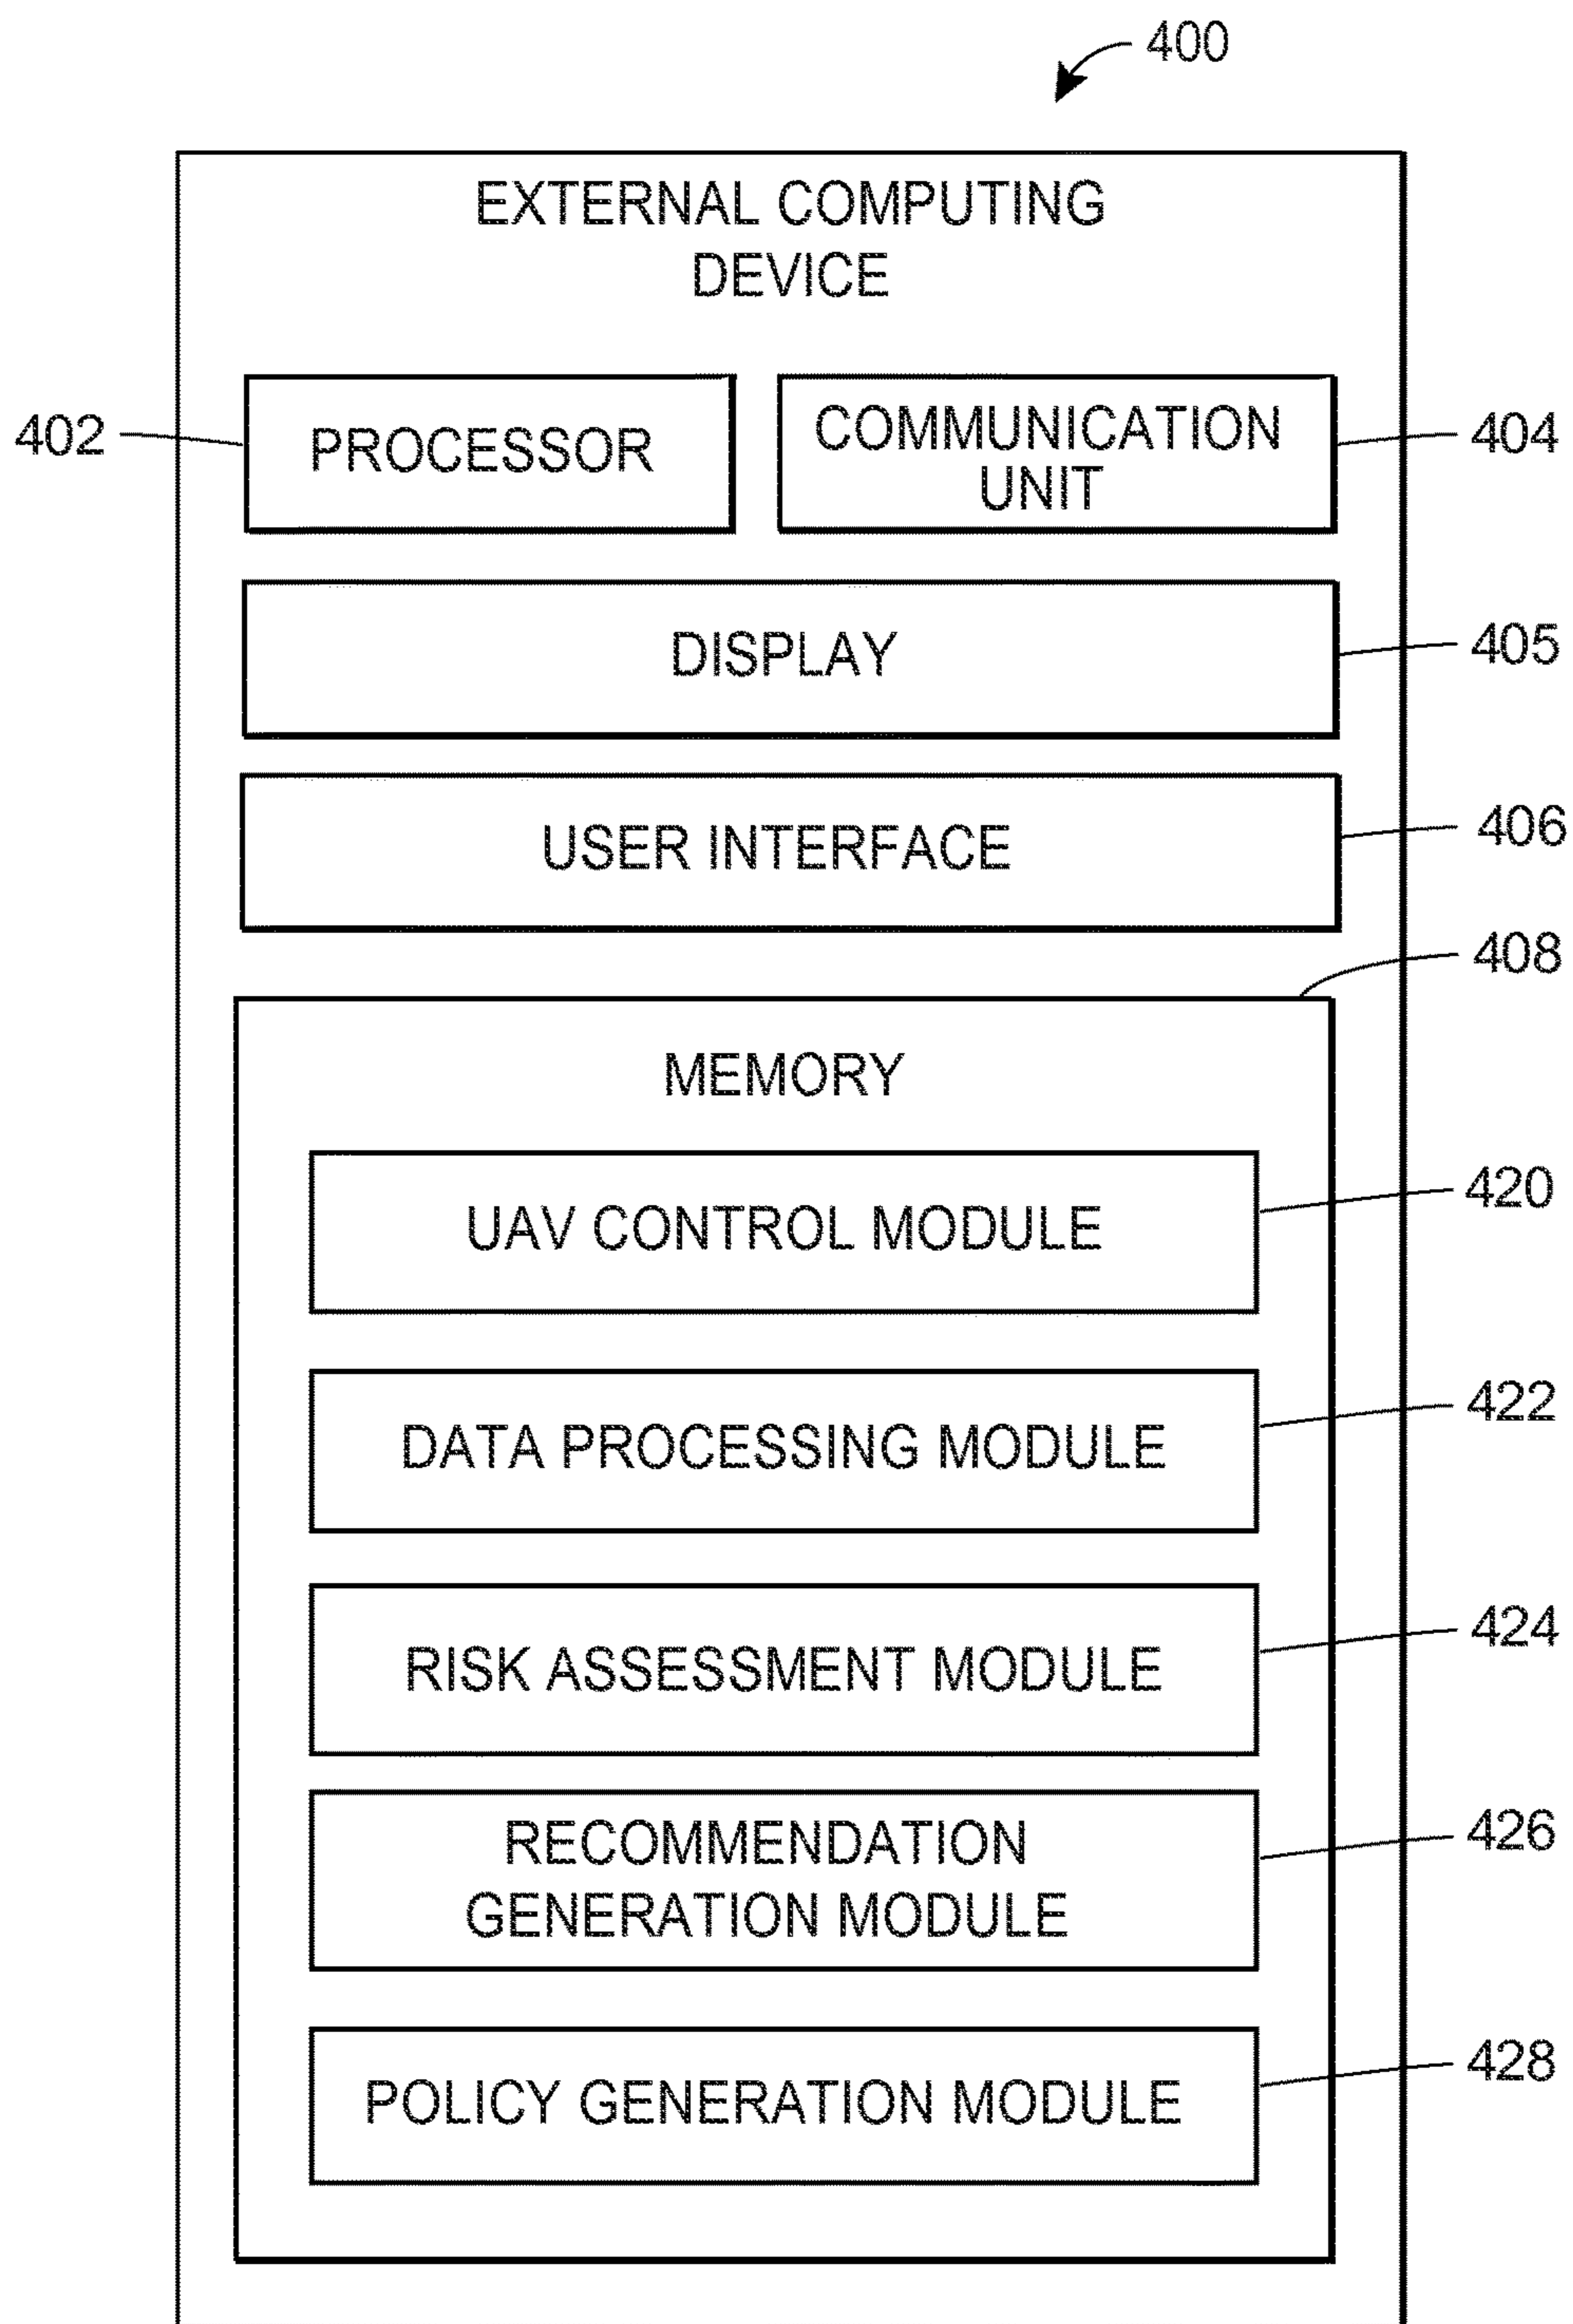 400
EXTERNAL COMPUTING
DEVICE
402
PROCESSOR
COMMUNICATION
UNIT
404
DISPLAY
405
USER INTERFACE
406
408
MEMORY
UAV CONTROL MODULE
420
DATA PROCESSING MODULE
422
RISK ASSESSMENT MODULE
424
RECOMMENDATION
GENERATION MODULE
426
POLICY GENERATION MODULE
428